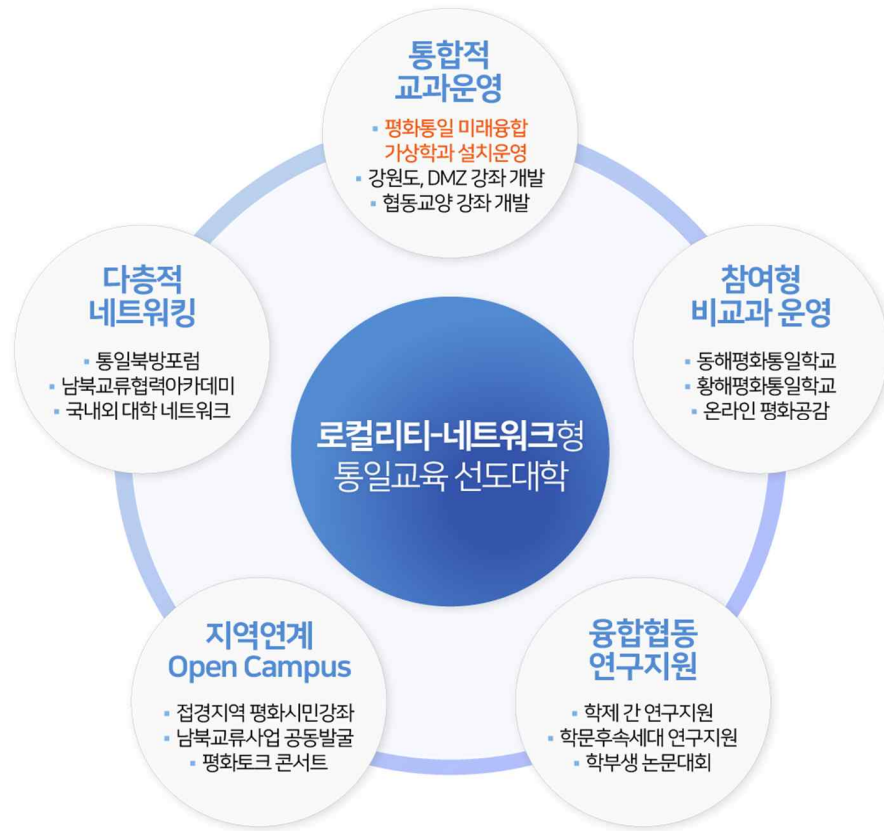 통합적
교과운영
▪ 평화통일 미래융합
가상학과 설치운영
▪ 강원도, DMZ 강좌 개발
▪ 협동교양 강좌 개발
다층적
네트워킹
▪ 통일북방포럼
▪ 남북교류협력아카데미
▪ 국내외 대학 네트워크
참여형
비교과 운영
▪ 동해평화통일학교
▪ 황해평화통일학교
▪ 온라인 평화공감
로컬리티-네트워크형
통일교육 선도대학
지역연계
Open Campus
▪ 접경지역 평화시민강좌
▪ 남북교류사업 공동발굴
▪ 평화토크 콘서트
융합협동
연구지원
▪ 학제 간 연구지원
▪ 학문후속세대 연구지원
▪ 학부생 논문대회